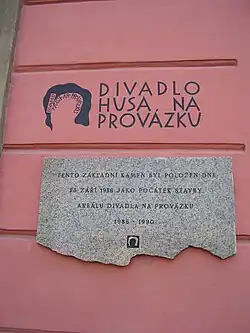 DIVADLO
HUSA NA
PROVÁZKU
TENTO ZÁKLADNÍ KÁMEN BYL POLOŽEN DNE
ZÁŘÍ 1988 JAKO POČÁTEK STAVBY
AREÁLU DIVADLA NA PROVÁZKU
1988 - 1990